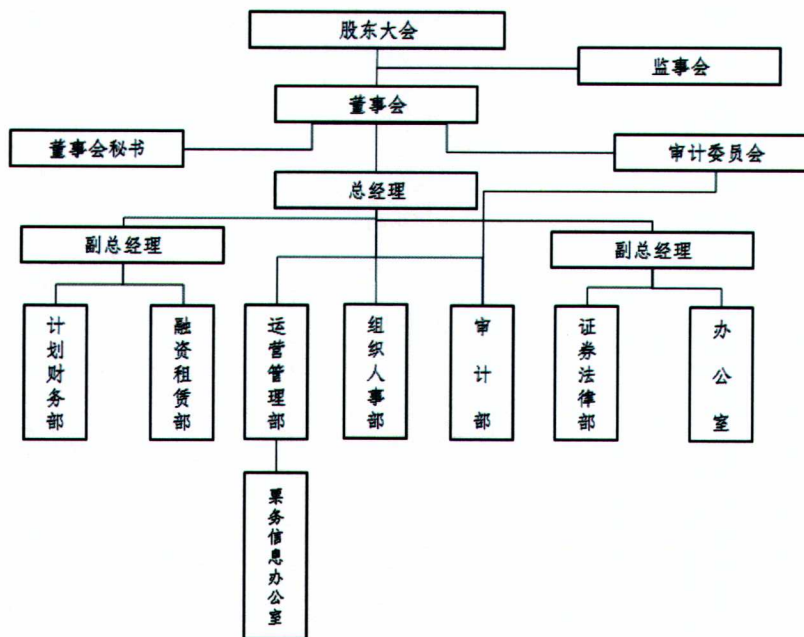 股东大会
监事会
董事会
董事会秘书
审计委员会
总经理
副总经理
副总经理
计划财务部
融资租赁部
运营管理部
组织人事部
审计部
证券法律部
办公室
票务信息办公室